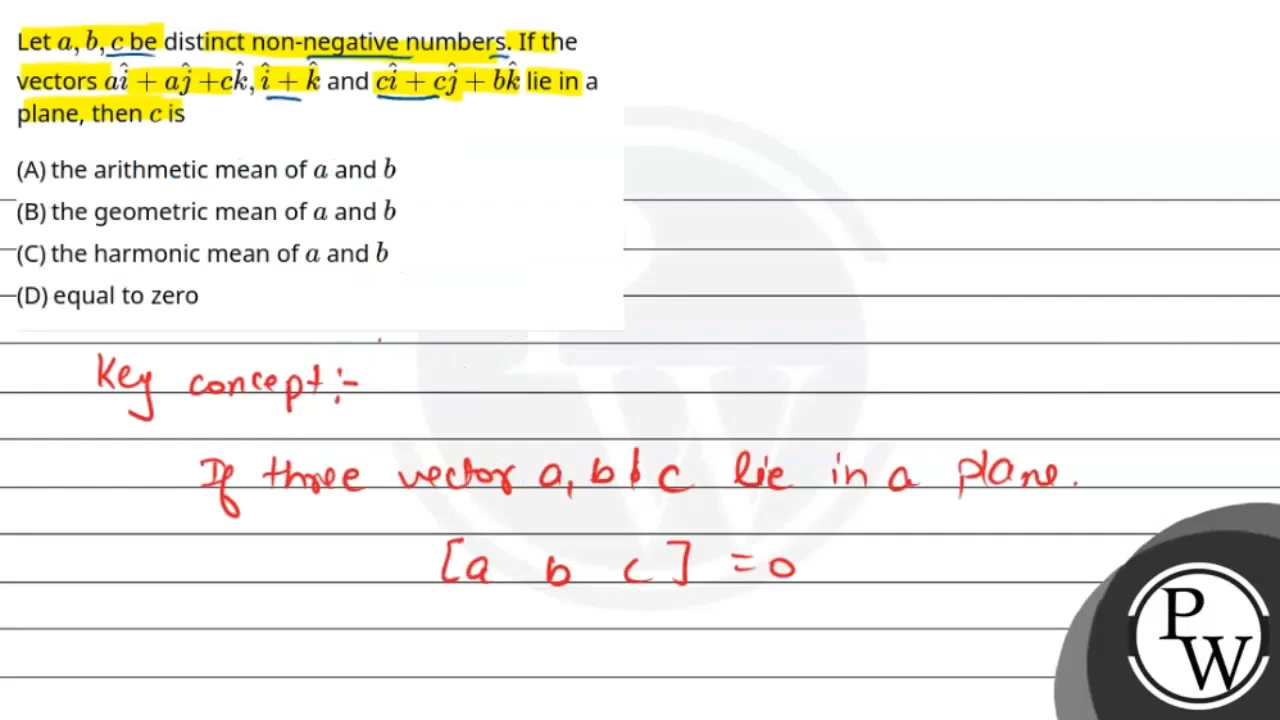 Let a, b, c be distinct non-negative numbers. If the
vectors aî + aĵ +ck̂, î + k̂ and cî + cĵ + bk̂ lie in a
plane, then c is
(A) the arithmetic mean of a and b
(B) the geometric mean of a and b
(C) the harmonic mean of a and b
(D) equal to zero
Key concept :-
If three vector a, b & c lie in a plane.
[a b c] = 0
P
W